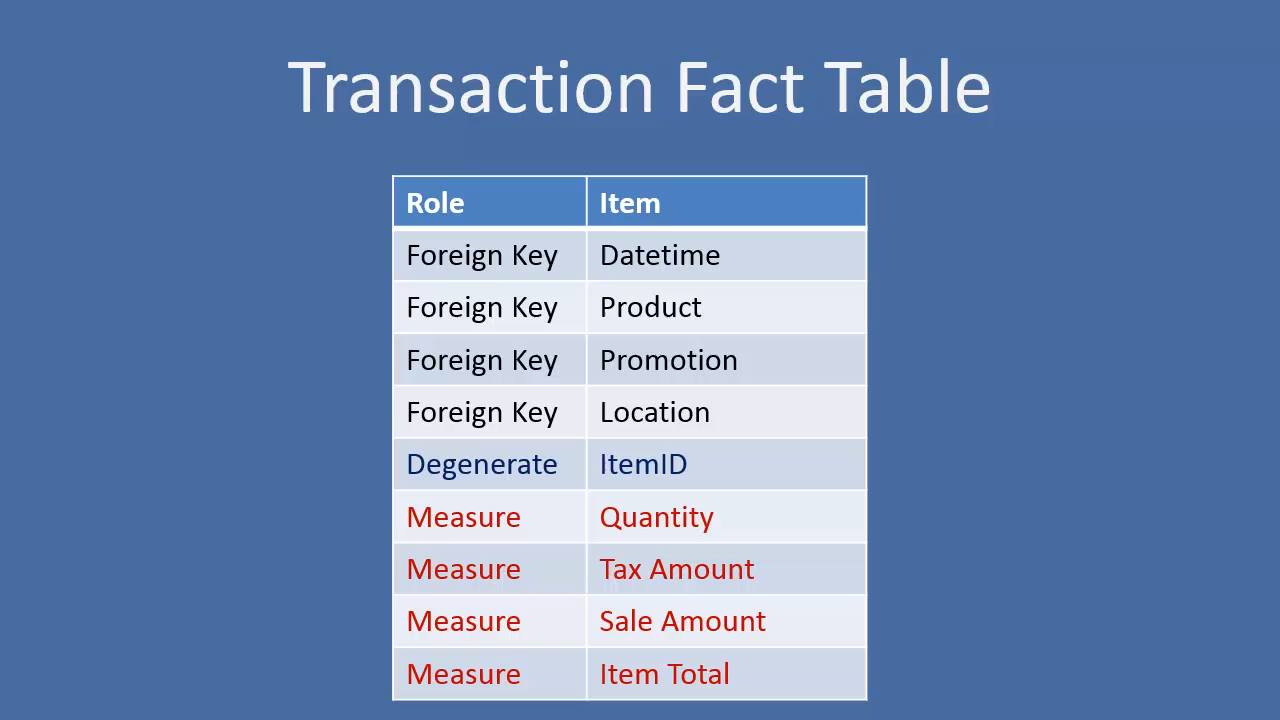 Transaction Fact Table
Role Item
Foreign Key Datetime
Foreign Key Product
Foreign Key Promotion
Foreign Key Location
Degenerate ItemID
Measure Quantity
Measure Tax Amount
Measure Sale Amount
Measure Item Total